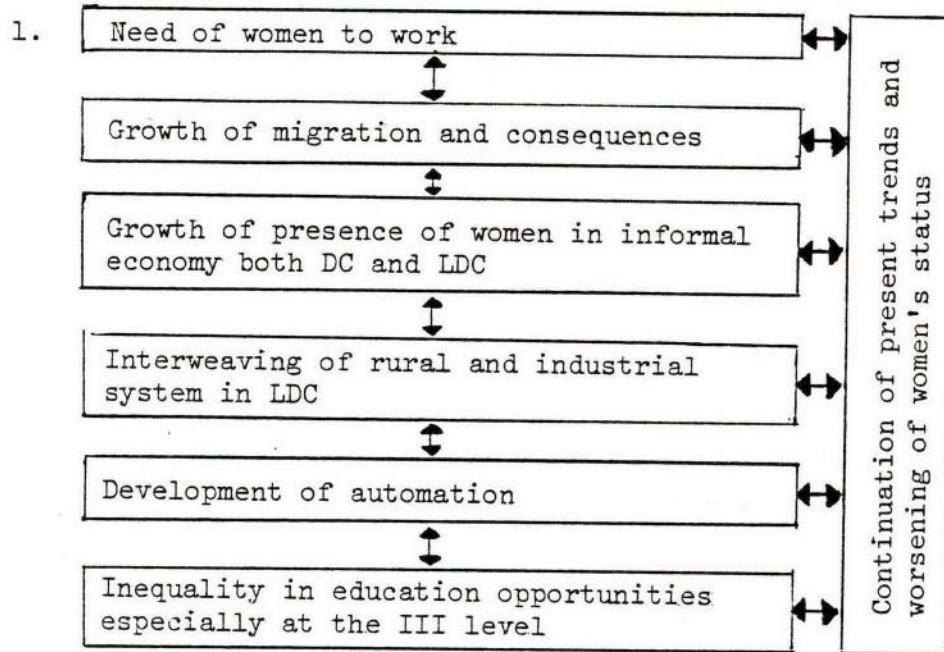 1.
Need of women to work
Growth of migration and consequences
Growth of presence of women in informal
economy both DC and LDC
Interweaving of rural and industrial
system in LDC
Development of automation
Inequality in education opportunities
especially at the III level
Continuation of present trends and
worsening of women's status